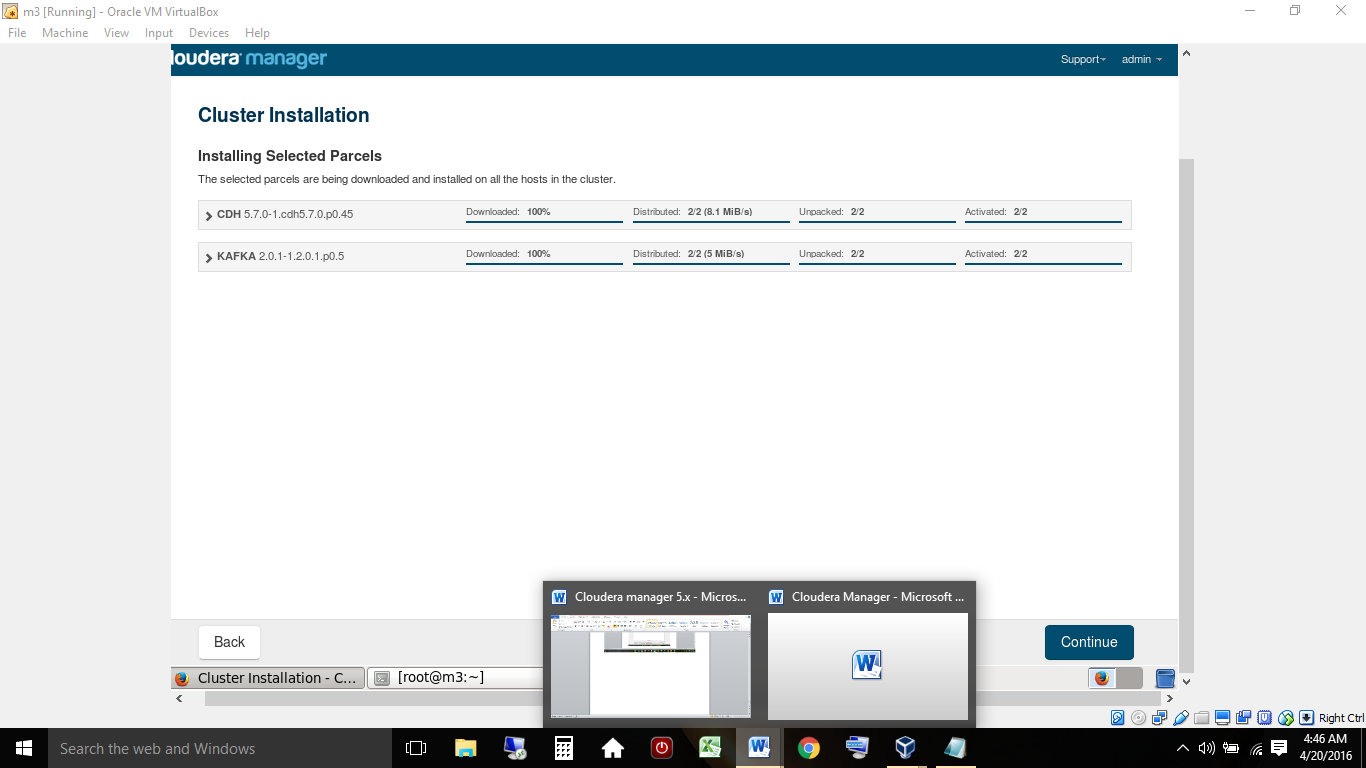 m3 [Running] - Oracle VM VirtualBox
File Machine View Input Devices Help
loudera manager Support admin
Cluster Installation
Installing Selected Parcels
The selected parcels are being downloaded and installed on all the hosts in the cluster.
CDH 5.7.0-1.cdh5.7.0.p0.45 Downloaded: 100% Distributed: 2/2 (8.1 MiB/s) Unpacked: 2/2 Activated: 2/2
KAFKA 2.0.1-1.2.0.1.p0.5 Downloaded: 100% Distributed: 2/2 (5 MiB/s) Unpacked: 2/2 Activated: 2/2
Cloudera manager 5.x - Micros... Cloudera Manager - Microsoft ...
Back Continue
Cluster Installation - C... [root@m3:~]
Right Ctrl
Search the web and Windows
4:46 AM
4/20/2016